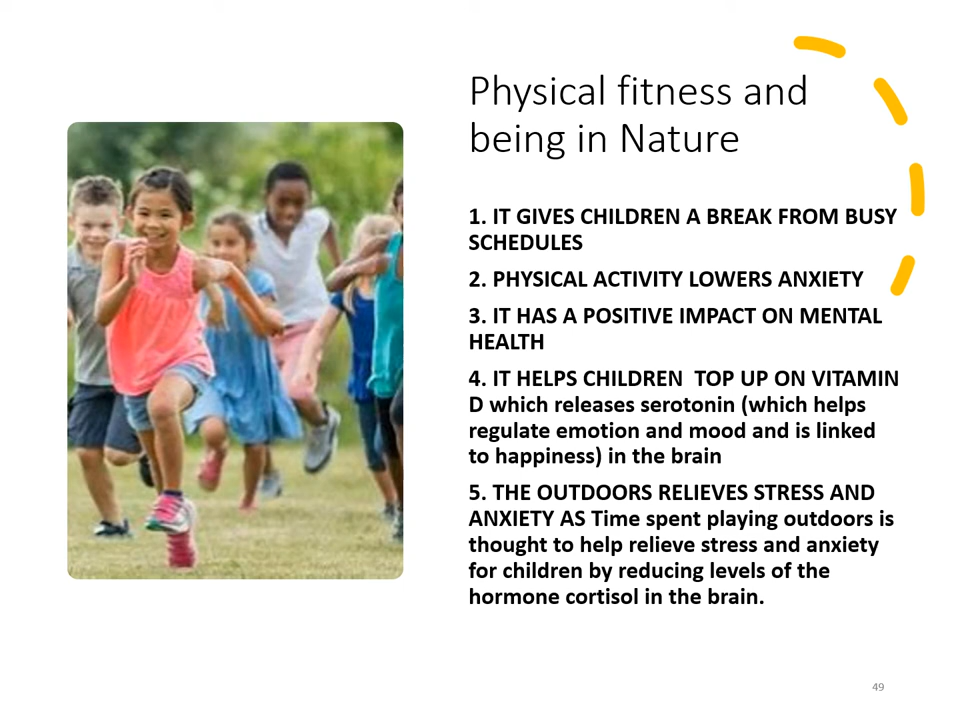 Physical fitness and
being in Nature
1. IT GIVES CHILDREN A BREAK FROM BUSY
SCHEDULES
2. PHYSICAL ACTIVITY LOWERS ANXIETY
3. IT HAS A POSITIVE IMPACT ON MENTAL
HEALTH
4. IT HELPS CHILDREN  TOP UP ON VITAMIN
D which releases serotonin (which helps
regulate emotion and mood and is linked
to happiness) in the brain
5. THE OUTDOORS RELIEVES STRESS AND
ANXIETY AS Time spent playing outdoors is
thought to help relieve stress and anxiety
for children by reducing levels of the
hormone cortisol in the brain.
49